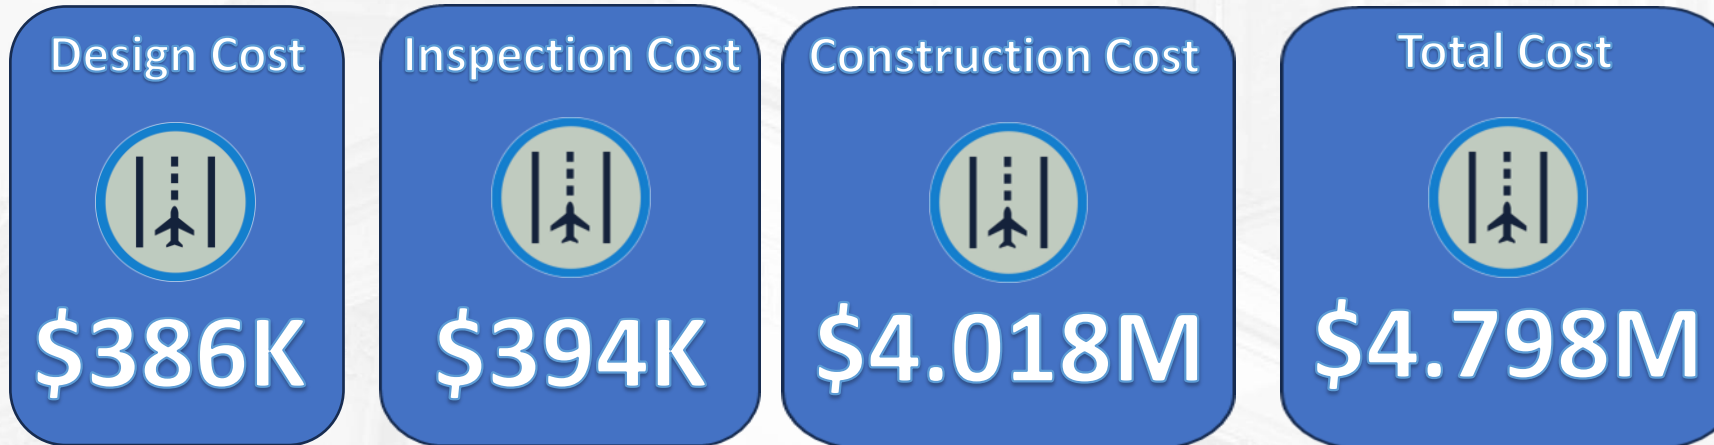 Design Cost
$386K
Inspection Cost
$394K
Construction Cost
$4.018M
Total Cost
$4.798M